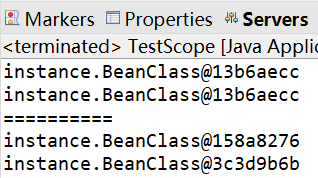 Markers Properties Servers
<terminated> TestScope [Java Applic
instance.BeanClass@13b6aecc
instance.BeanClass@13b6aecc
==========
instance.BeanClass@158a8276
instance.BeanClass@3c3d9b6b